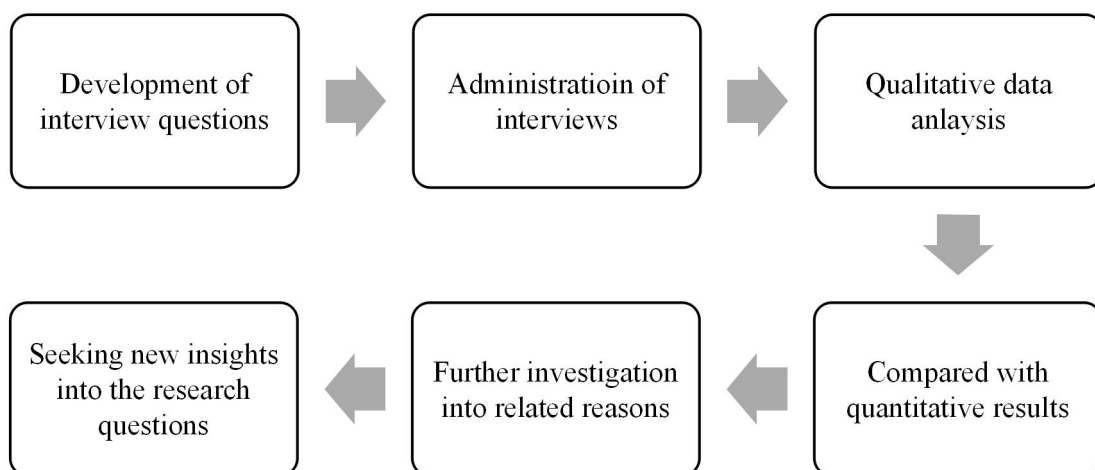 Development of
interview questions
Administratioin of
interviews
Qualitative data
anlaysis
Compared with
quantitative results
Further investigation
into related reasons
Seeking new insights
into the research
questions